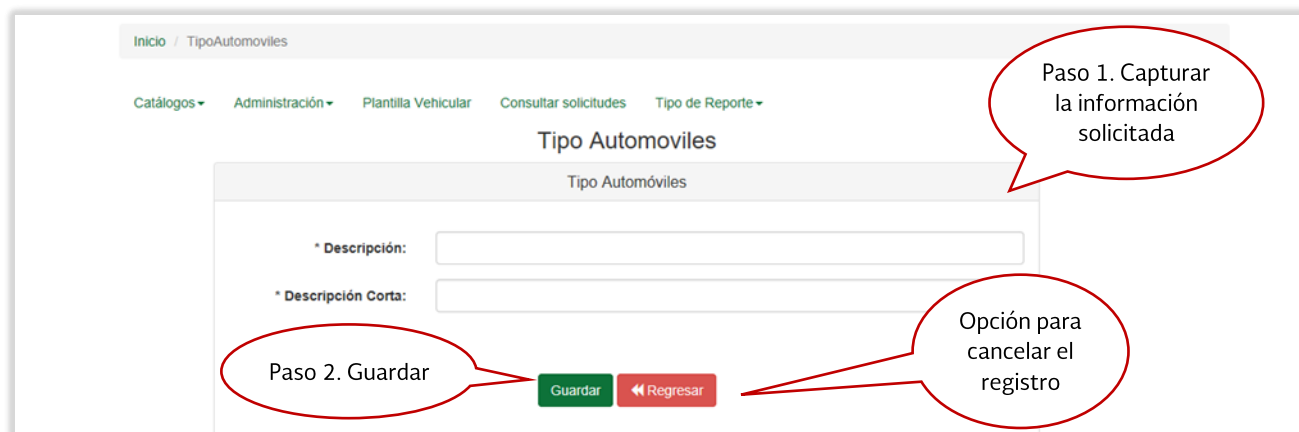 Inicio / TipoAutomoviles
Catálogos Administración Plantilla Vehicular Consultar solicitudes Tipo de Reporte
Paso 1. Capturar
la información
solicitada
Tipo Automoviles
Tipo Automóviles
* Descripción:
* Descripción Corta:
Opción para
cancelar el
registro
Paso 2. Guardar
Guardar Regresar